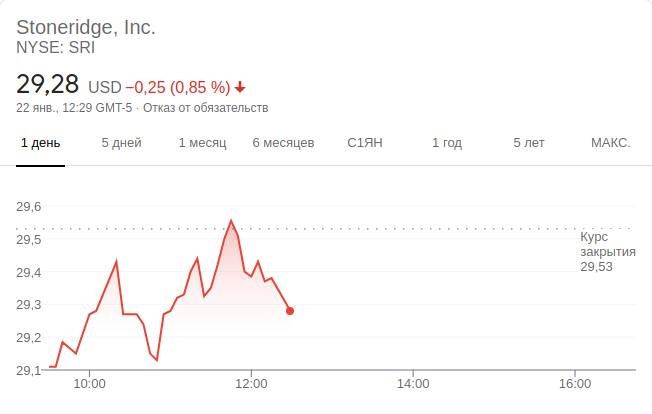 Stoneridge, Inc.
NYSE: SRI
29,28 USD −0,25 (0,85 %)
22 янв., 12:29 GMT-5 · Отказ от обязательств
1 день 5 дней 1 месяц 6 месяцев С1ЯН 1 год 5 лет МАКС.
29,6
29,5
29,4
29,3
29,2
29,1
Курс
закрытия
29,53
10:00 12:00 14:00 16:00